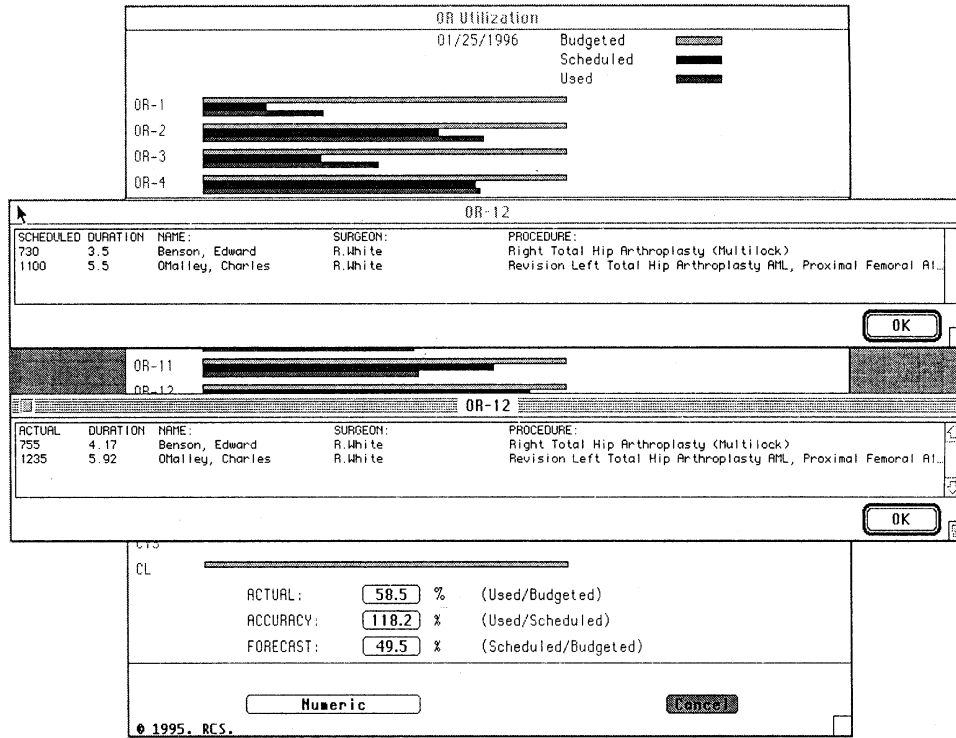 OR Utilization
01/25/1996 Budgeted
Scheduled
Used
OR-1
OR-2
OR-3
OR-4
OR-12
SCHEDULED DURATION NAME: SURGEON: PROCEDURE:
730 3.5 Benson, Edward R.White Right Total Hip Arthroplasty (Multilock)
1100 5.5 OMalley, Charles R.White Revision Left Total Hip Arthroplasty AML, Proximal Femoral Al…
OK
OR-11
OR-12
OR-12
ACTUAL DURATION NAME: SURGEON: PROCEDURE:
755 4.17 Benson, Edward R.White Right Total Hip Arthroplasty (Multilock)
1235 5.92 OMalley, Charles R.White Revision Left Total Hip Arthroplasty AML, Proximal Femoral Al…
OK
CL
ACTUAL: 58.5 % (Used/Budgeted)
ACCURACY: 118.2 % (Used/Scheduled)
FORECAST: 49.5 % (Scheduled/Budgeted)
Numeric Cancel
© 1995. RCS.